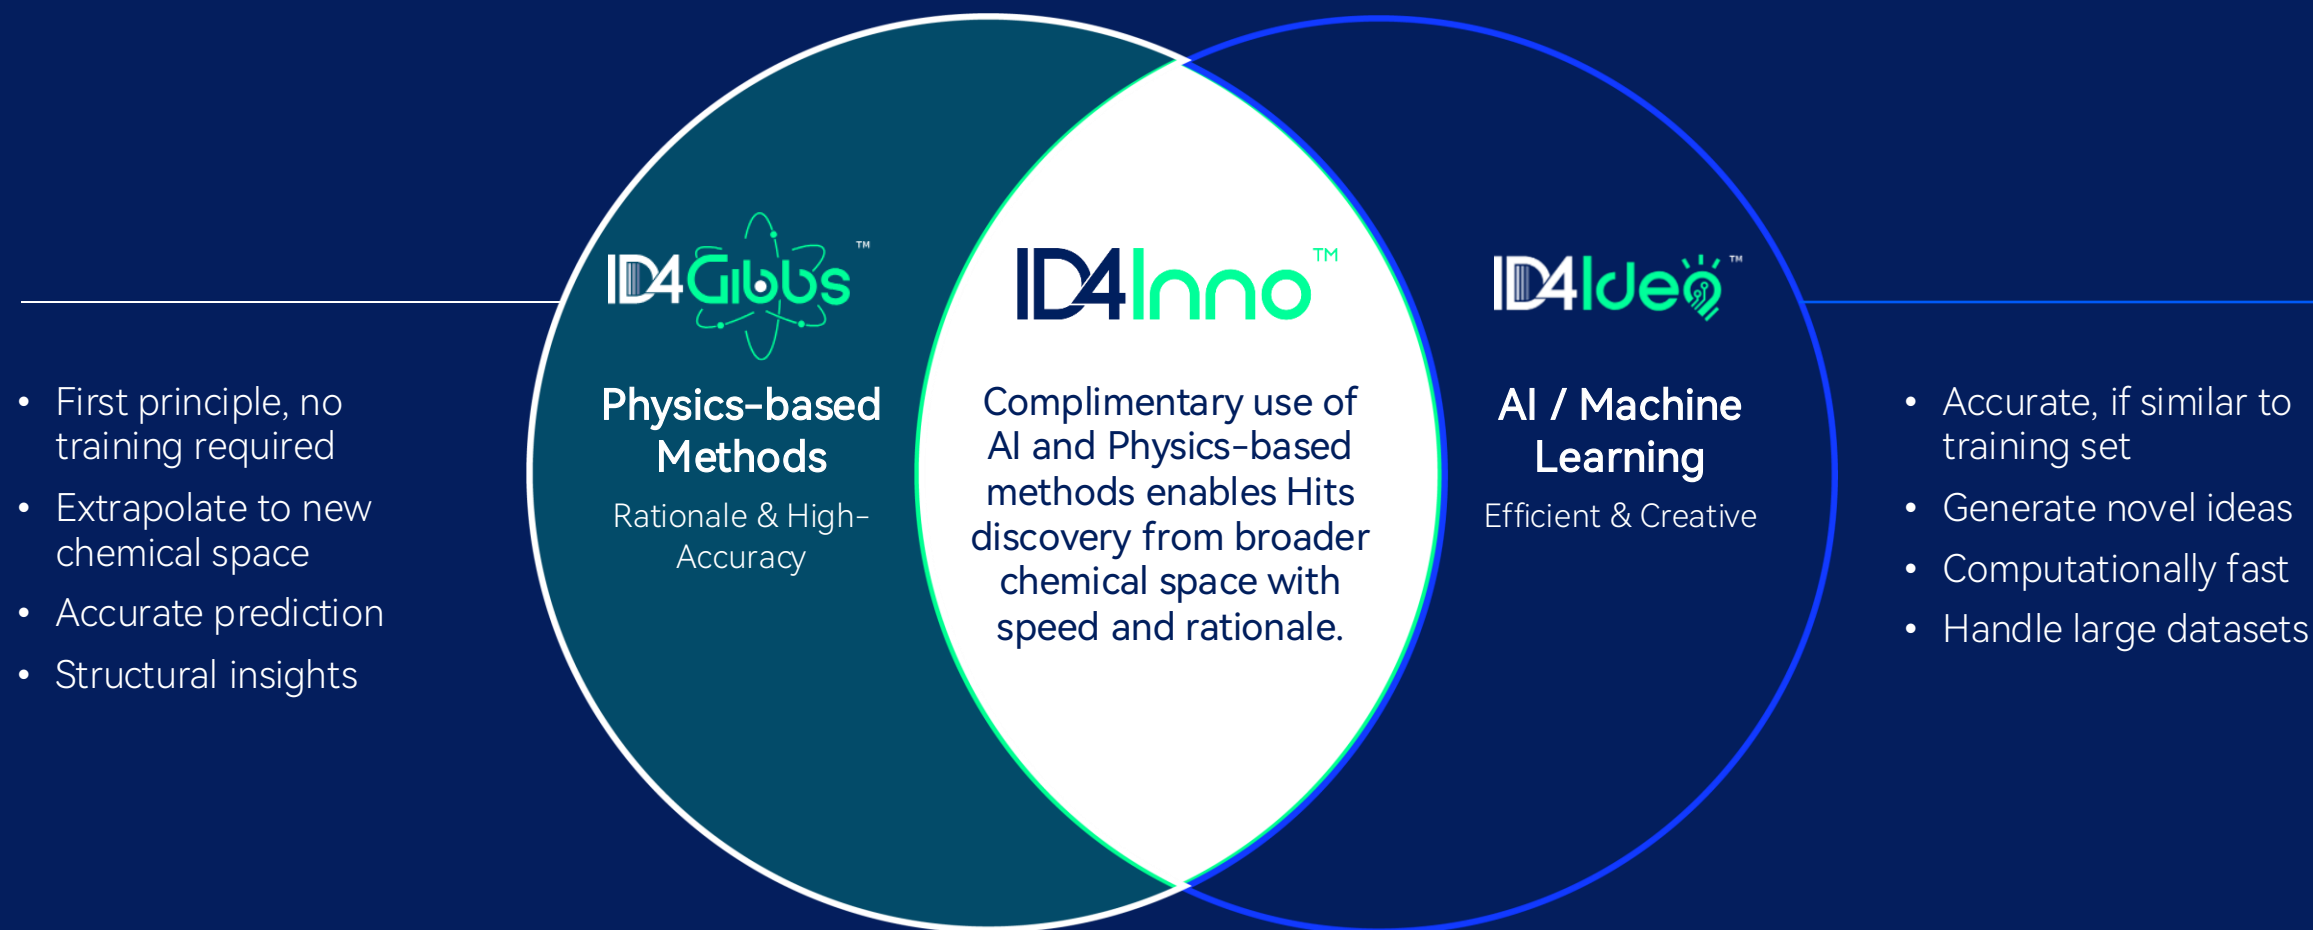 • First principle, no
training required
• Extrapolate to new
chemical space
• Accurate prediction
• Structural insights
ID4Gibbs™
Physics-based
Methods
Rationale & High-
Accuracy
ID4Inno™
Complimentary use of
AI and Physics-based
methods enables Hits
discovery from broader
chemical space with
speed and rationale.
ID4Idea™
AI / Machine
Learning
Efficient & Creative
• Accurate, if similar to
training set
• Generate novel ideas
• Computationally fast
• Handle large datasets